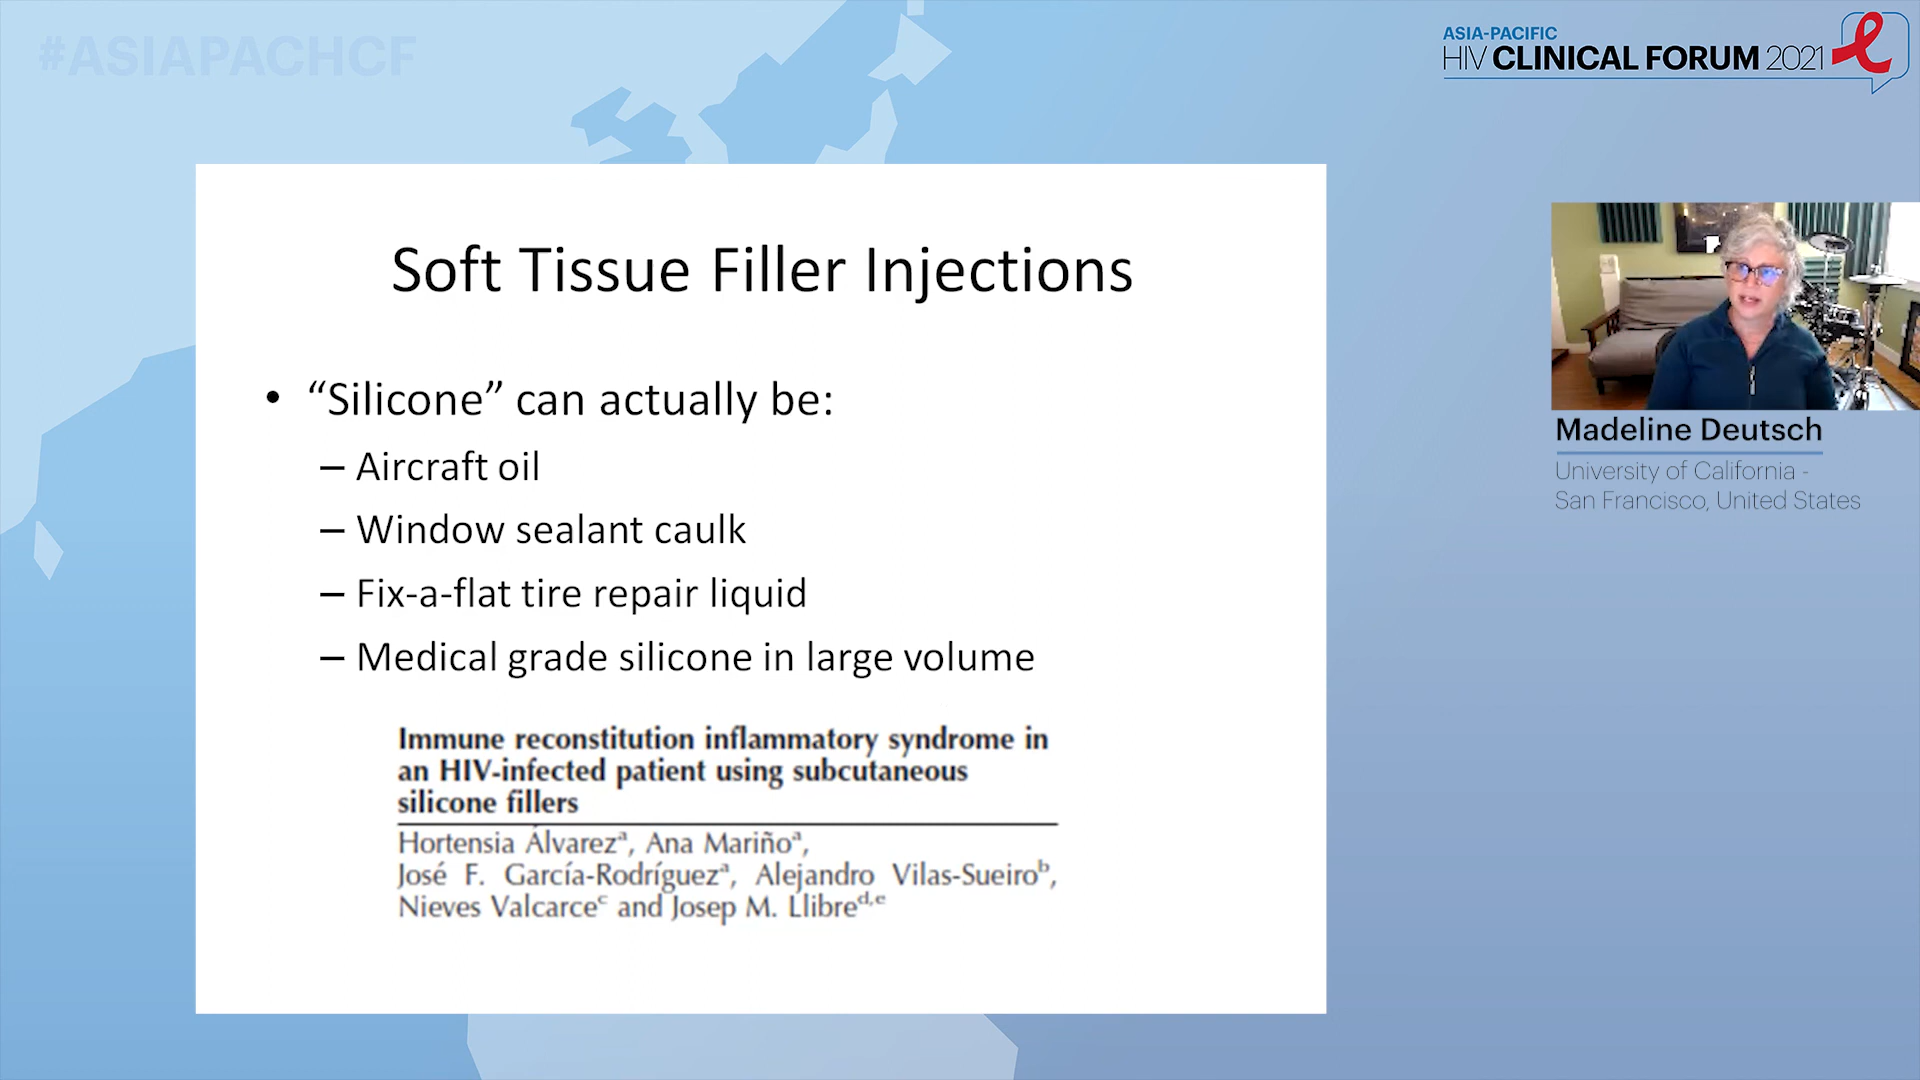 #ASIAPACHCF
ASIA-PACIFIC
HIV CLINICAL FORUM 2021
Soft Tissue Filler Injections
• “Silicone” can actually be:
– Aircraft oil
– Window sealant caulk
– Fix-a-flat tire repair liquid
– Medical grade silicone in large volume
Immune reconstitution inflammatory syndrome in
an HIV-infected patient using subcutaneous
silicone fillers
Hortensia Álvarezᵃ, Ana Mariñoᵃ,
José F. García-Rodríguezᵃ, Alejandro Vilas-Sueiroᵇ,
Nieves Valcarceᶜ and Josep M. Llibreᵈ,ᵉ
Madeline Deutsch
University of California -
San Francisco, United States